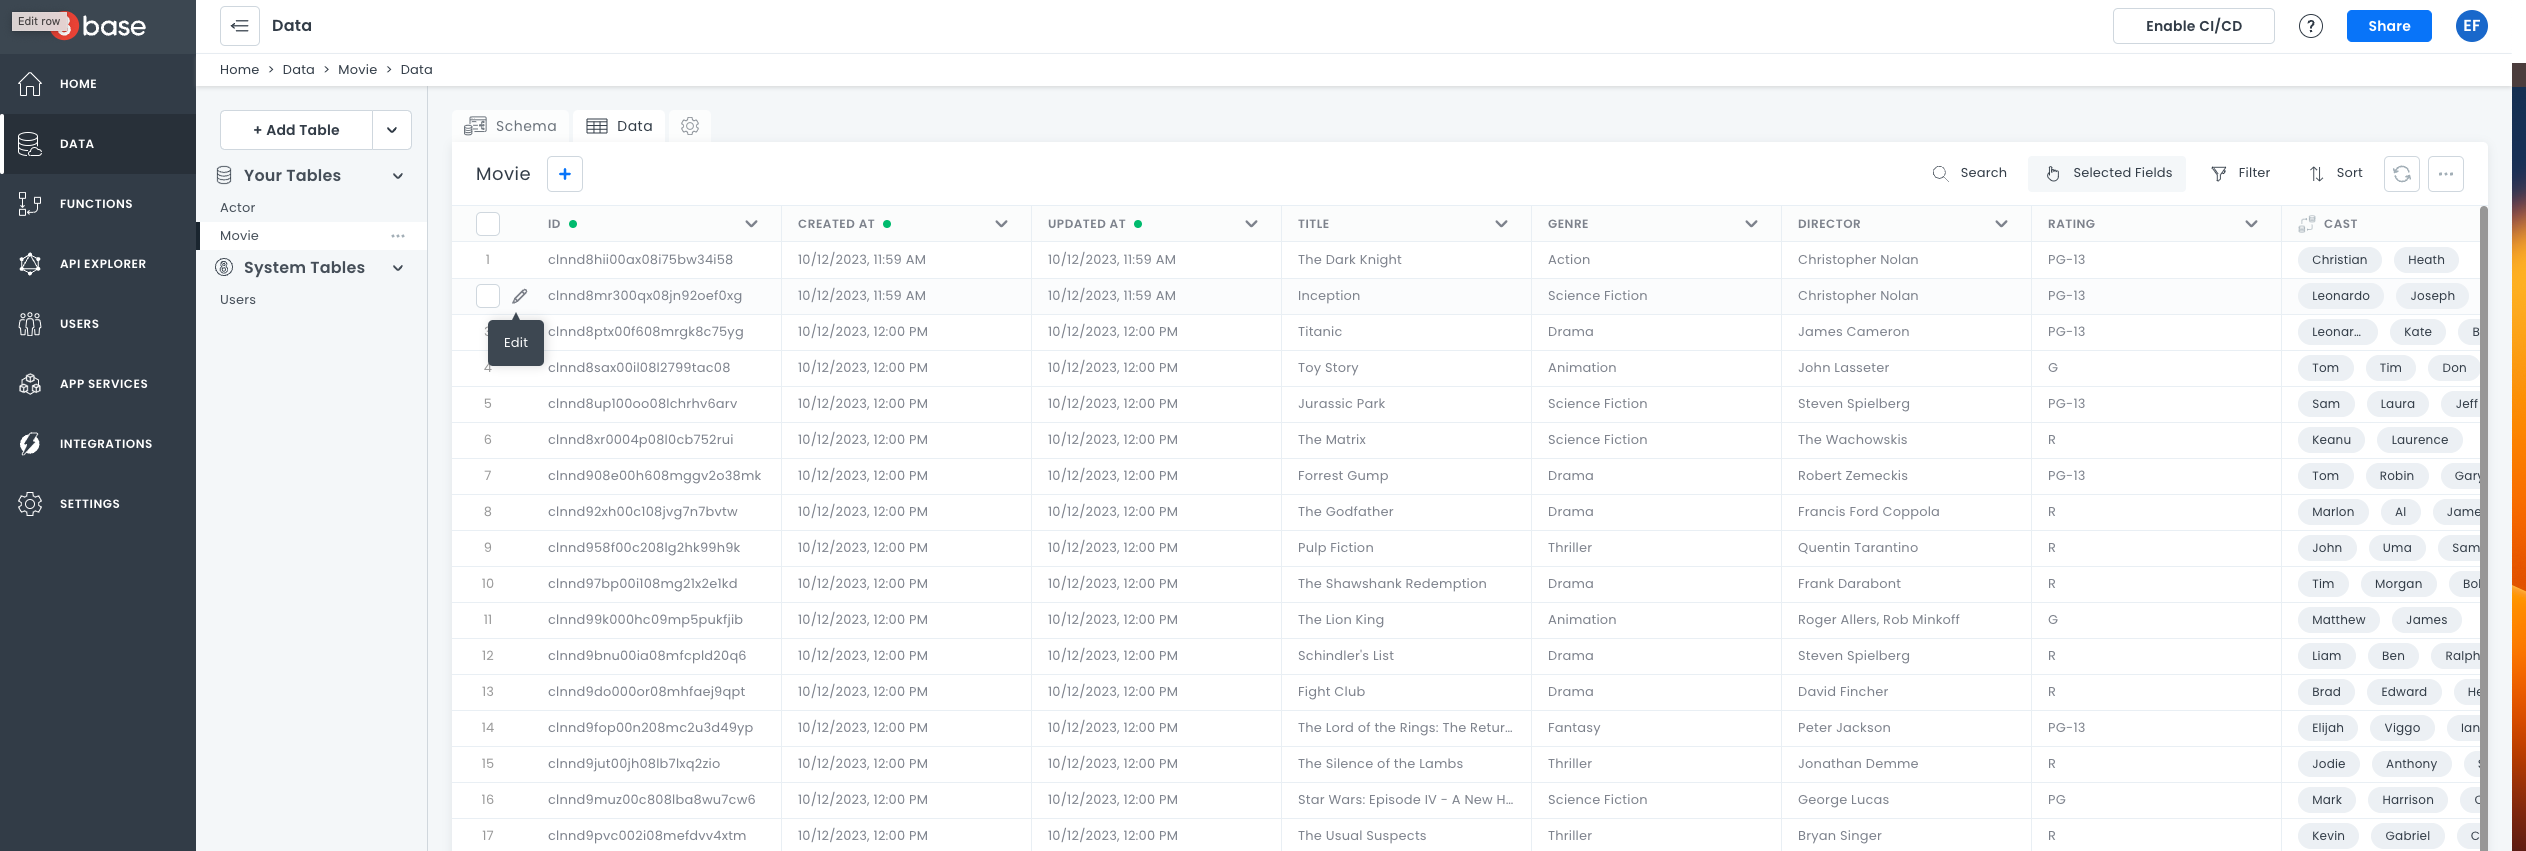 Edit row
base
Data
Enable CI/CD
?
Share
EF
Home > Data > Movie > Data
HOME
DATA
FUNCTIONS
API EXPLORER
USERS
APP SERVICES
INTEGRATIONS
SETTINGS
+ Add Table
Your Tables
Actor
Movie
System Tables
Users
Schema
Data
Movie
+
Search
Selected Fields
Filter
Sort
ID CREATED AT UPDATED AT TITLE GENRE DIRECTOR RATING CAST
1 clnnd8hii00ax08i75bw34i58 10/12/2023, 11:59 AM 10/12/2023, 11:59 AM The Dark Knight Action Christopher Nolan PG-13 Christian Heath
clnnd8mr300qx08jn92oef0xg 10/12/2023, 11:59 AM 10/12/2023, 11:59 AM Inception Science Fiction Christopher Nolan PG-13 Leonardo Joseph
clnnd8ptx00f608mrgk8c75yg 10/12/2023, 12:00 PM 10/12/2023, 12:00 PM Titanic Drama James Cameron PG-13 Leonar... Kate B
Edit
4 clnnd8sax00il08l2799tac08 10/12/2023, 12:00 PM 10/12/2023, 12:00 PM Toy Story Animation John Lasseter G Tom Tim Don
5 clnnd8up100oo08lchrhv6arv 10/12/2023, 12:00 PM 10/12/2023, 12:00 PM Jurassic Park Science Fiction Steven Spielberg PG-13 Sam Laura Jeff
6 clnnd8xr0004p08l0cb752rui 10/12/2023, 12:00 PM 10/12/2023, 12:00 PM The Matrix Science Fiction The Wachowskis R Keanu Laurence
7 clnnd908e00h608mggv2o38mk 10/12/2023, 12:00 PM 10/12/2023, 12:00 PM Forrest Gump Drama Robert Zemeckis PG-13 Tom Robin Gary
8 clnnd92xh00c108jvg7n7bvtw 10/12/2023, 12:00 PM 10/12/2023, 12:00 PM The Godfather Drama Francis Ford Coppola R Marlon Al Jame
9 clnnd958f00c208lg2hk99h9k 10/12/2023, 12:00 PM 10/12/2023, 12:00 PM Pulp Fiction Thriller Quentin Tarantino R John Uma Sam
10 clnnd97bp00i108mg21x2e1kd 10/12/2023, 12:00 PM 10/12/2023, 12:00 PM The Shawshank Redemption Drama Frank Darabont R Tim Morgan Bo
11 clnnd99k000hc09mp5pukfjib 10/12/2023, 12:00 PM 10/12/2023, 12:00 PM The Lion King Animation Roger Allers, Rob Minkoff G Matthew James
12 clnnd9bnu00ia08mfcpld20q6 10/12/2023, 12:00 PM 10/12/2023, 12:00 PM Schindler's List Drama Steven Spielberg R Liam Ben Ralph
13 clnnd9do000or08mhfaej9qpt 10/12/2023, 12:00 PM 10/12/2023, 12:00 PM Fight Club Drama David Fincher R Brad Edward He
14 clnnd9fop00n208mc2u3d49yp 10/12/2023, 12:00 PM 10/12/2023, 12:00 PM The Lord of the Rings: The Retur... Fantasy Peter Jackson PG-13 Elijah Viggo Ian
15 clnnd9jut00jh08lb7lxq2zio 10/12/2023, 12:00 PM 10/12/2023, 12:00 PM The Silence of the Lambs Thriller Jonathan Demme R Jodie Anthony
16 clnnd9muz00c808lba8wu7cw6 10/12/2023, 12:00 PM 10/12/2023, 12:00 PM Star Wars: Episode IV - A New H... Science Fiction George Lucas PG Mark Harrison C
17 clnnd9pvc002i08mefdvv4xtm 10/12/2023, 12:00 PM 10/12/2023, 12:00 PM The Usual Suspects Thriller Bryan Singer R Kevin Gabriel C